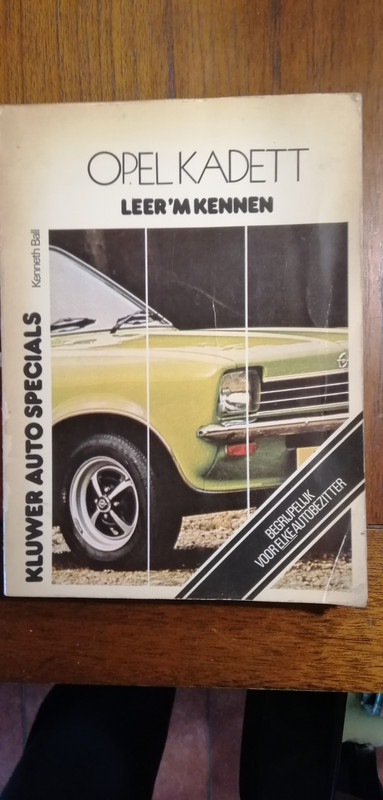 OPEL KADETT
LEER 'M KENNEN
Kenneth Ball
KLUWER AUTO SPECIALS
BEGRIJPELIJK
VOOR ELKE AUTOBEZITTER